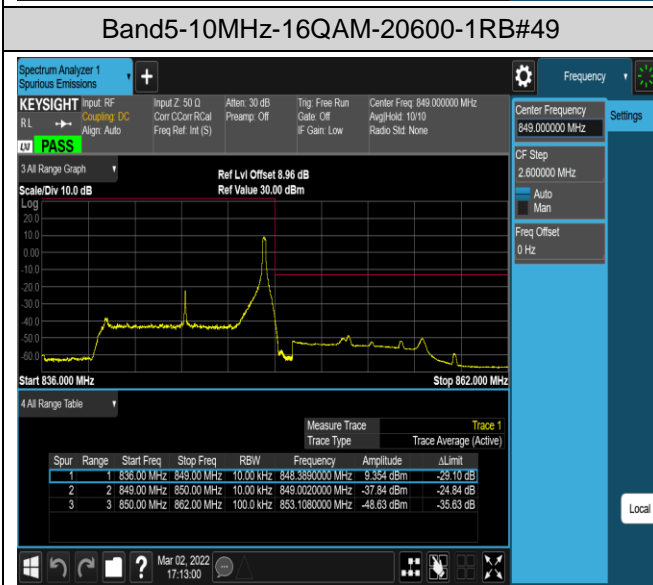 Band5-10MHz-16QAM-20600-1RB#49
Spectrum Analyzer 1
Spurious Emissions
Frequency
KEYSIGHT Input: RF Input Z: 50 Ω Atten: 30 dB Trig: Free Run Center Freq: 849.000000 MHz
RL Coupling: DC Corr CCorr RCal Preamp: Off Gate: Off Avg|Hold: 10/10
Align: Auto Freq Ref: Int (S) IF Gain: Low Radio Std: None
LXI PASS
Center Frequency
849.000000 MHz
Settings
CF Step
2.600000 MHz
Auto
Man
Freq Offset
0 Hz
3 All Range Graph
Ref Lvl Offset 8.96 dB
Scale/Div 10.0 dB Ref Value 30.00 dBm
Log
20.0
10.0
0.00
-10.0
-20.0
-30.0
-40.0
-50.0
-60.0
Start 836.000 MHz Stop 862.000 MHz
4 All Range Table
Measure Trace Trace 1
Trace Type Trace Average (Active)
Spur Range Start Freq Stop Freq RBW Frequency Amplitude ΔLimit
1 1 836.00 MHz 849.00 MHz 10.00 kHz 848.3890000 MHz 9.354 dBm -29.10 dB
2 2 849.00 MHz 850.00 MHz 10.00 kHz 849.0020000 MHz -37.84 dBm -24.84 dB
3 3 850.00 MHz 862.00 MHz 100.0 kHz 853.1080000 MHz -48.63 dBm -35.63 dB
Local
Mar 02, 2022
17:13:00